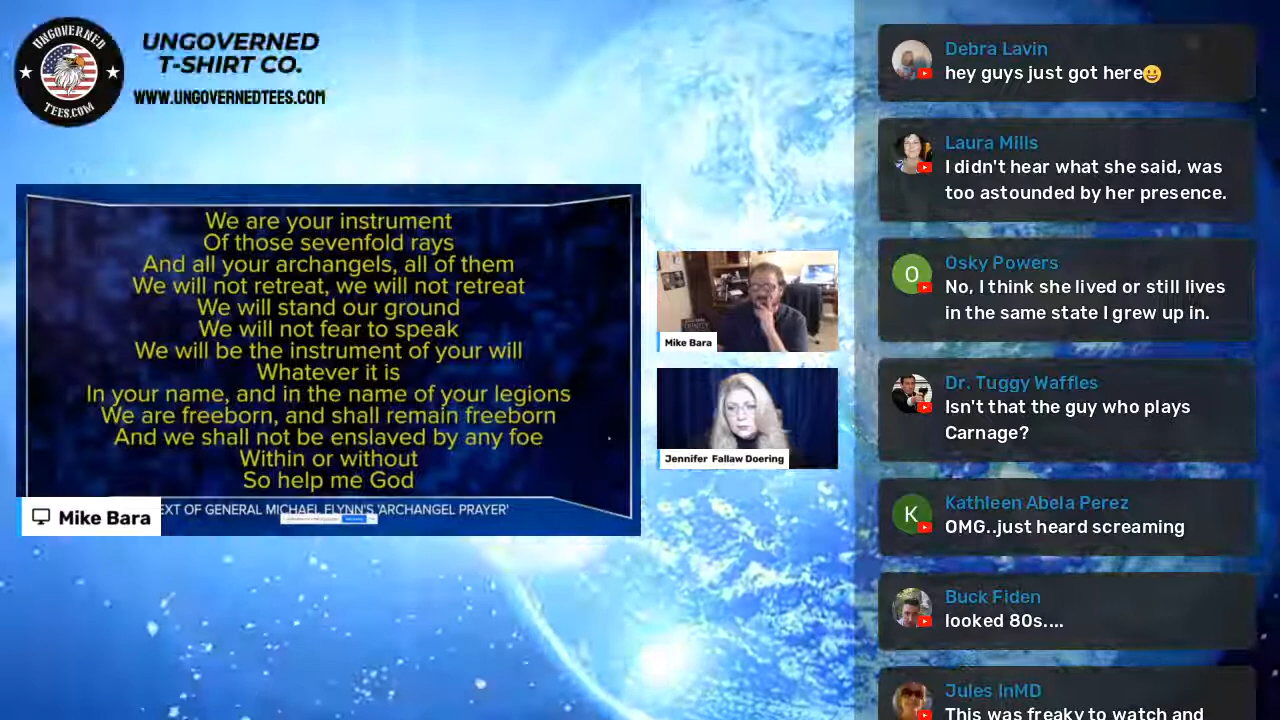 UNGOVERNED
TEES.COM
UNGOVERNED
T-SHIRT CO.
WWW.UNGOVERNEDTEES.COM
We are your instrument
Of those sevenfold rays
And all your archangels, all of them
We will not retreat, we will not retreat
We will stand our ground
We will not fear to speak
We will be the instrument of your will
Whatever it is
In your name, and in the name of your legions
We are freeborn, and shall remain freeborn
And we shall not be enslaved by any foe
Within or without
So help me God
EXT OF GENERAL MICHAEL FLYNN'S 'ARCHANGEL PRAYER'
Mike Bara
Mike Bara
Jennifer Fallaw Doering
Debra Lavin
hey guys just got here😀
Laura Mills
I didn't hear what she said, was
too astounded by her presence.
O
Osky Powers
No, I think she lived or still lives
in the same state I grew up in.
Dr. Tuggy Waffles
Isn't that the guy who plays
Carnage?
K
Kathleen Abela Perez
OMG..just heard screaming
Buck Fiden
looked 80s....
Jules InMD
This was freaky to watch and